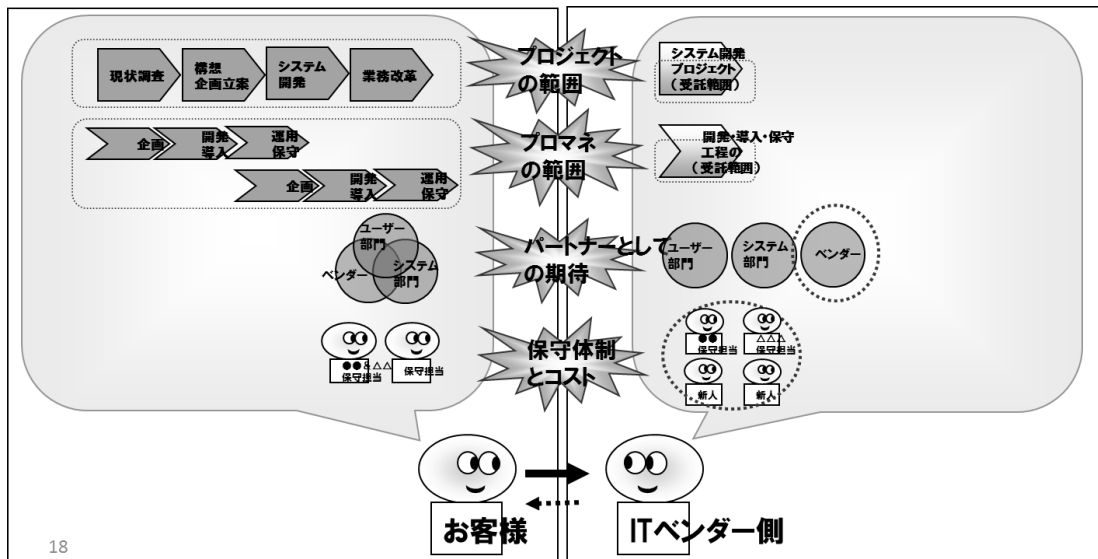 現状調査
構想
企画立案
システム
開発
業務改革
プロジェクト
の範囲
システム開発
プロジェクト
(受託範囲)
企画
開発
導入
運用
保守
企画
開発
導入
運用
保守
プロマネ
の範囲
開発・導入・保守
工程の
(受託範囲)
ユーザー
部門
ベンダー
システム
部門
パートナーとして
の期待
ユーザー
部門
システム
部門
ベンダー
●●&△△
保守担当
保守担当
保守体制
とコスト
●●
保守担当
△△△
保守担当
新人
新人
お客様
ITベンダー側
18